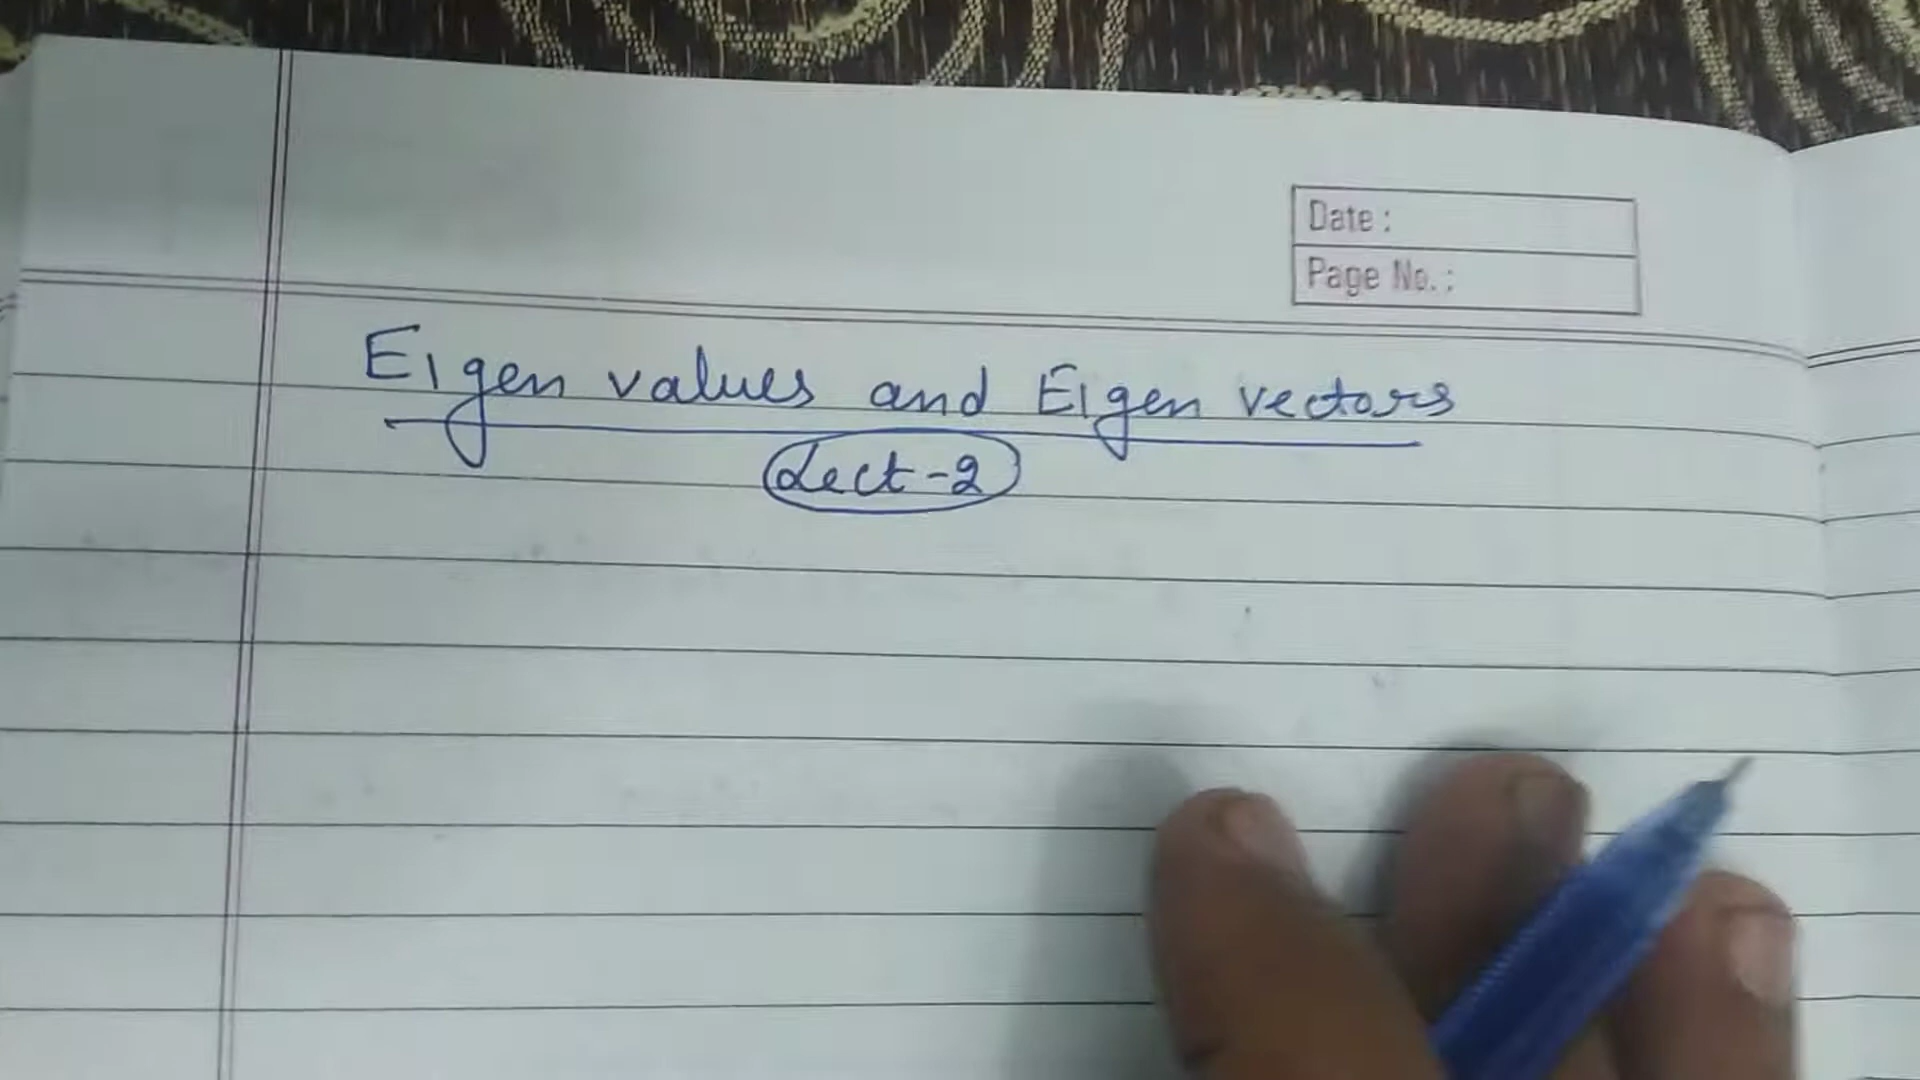 Date :
Page No. :
Eigen values and Eigen vectors
Lect-2